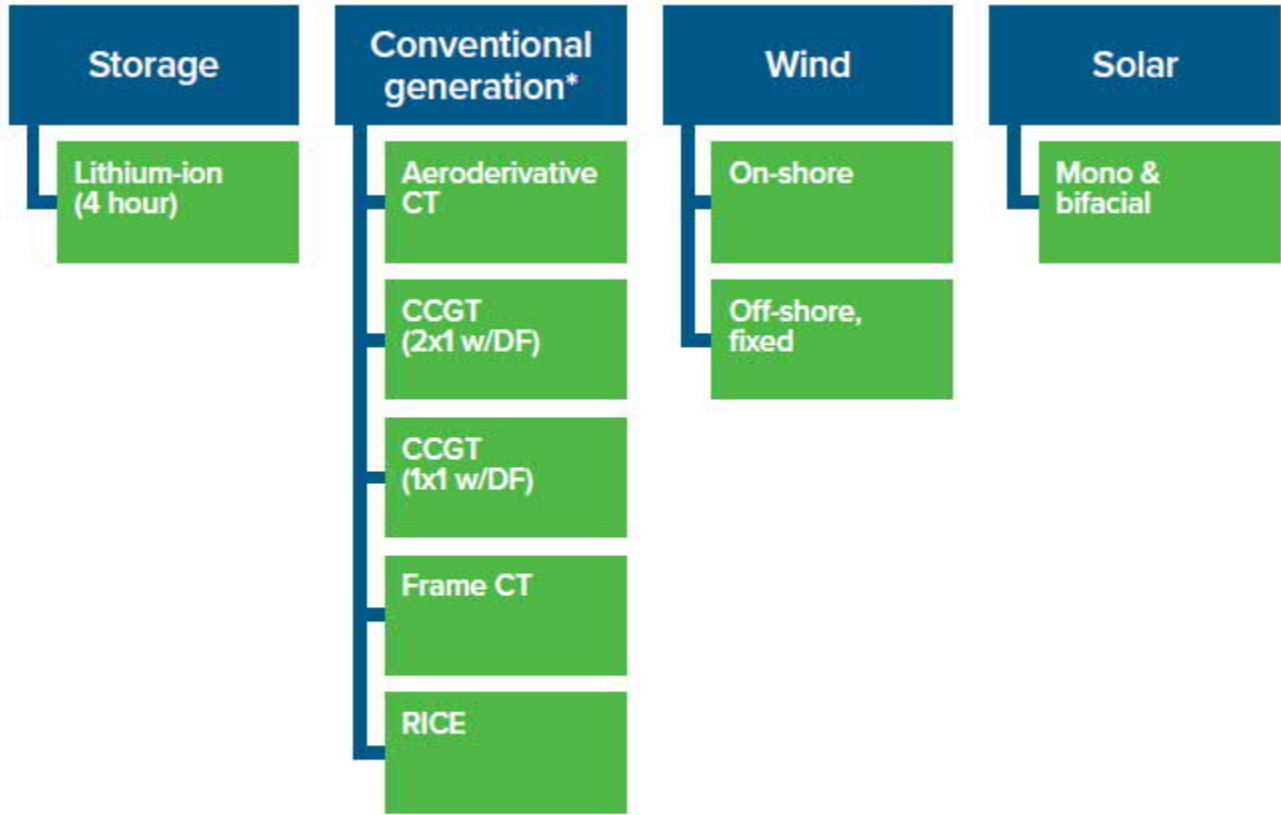 Storage
Lithium-ion
(4 hour)
Conventional
generation*
Aeroderivative
CT
CCGT
(2x1 w/DF)
CCGT
(1x1 w/DF)
Frame CT
RICE
Wind
On-shore
Off-shore,
fixed
Solar
Mono &
bifacial